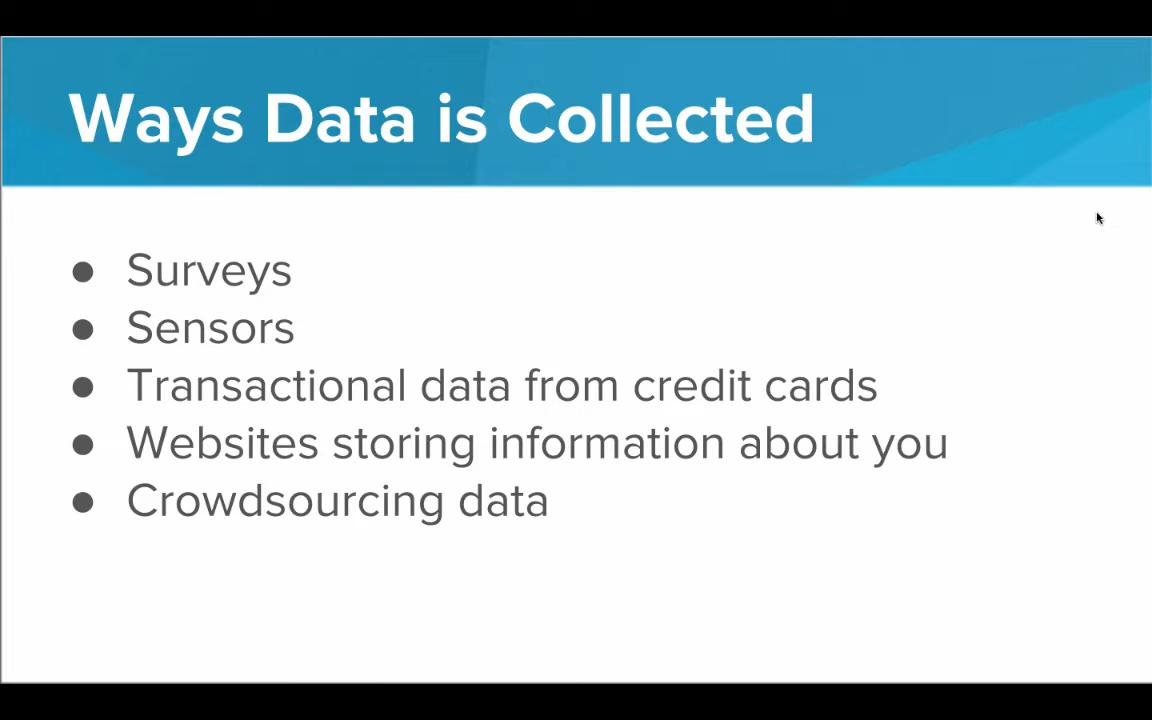 Ways Data is Collected
● Surveys
● Sensors
● Transactional data from credit cards
● Websites storing information about you
● Crowdsourcing data